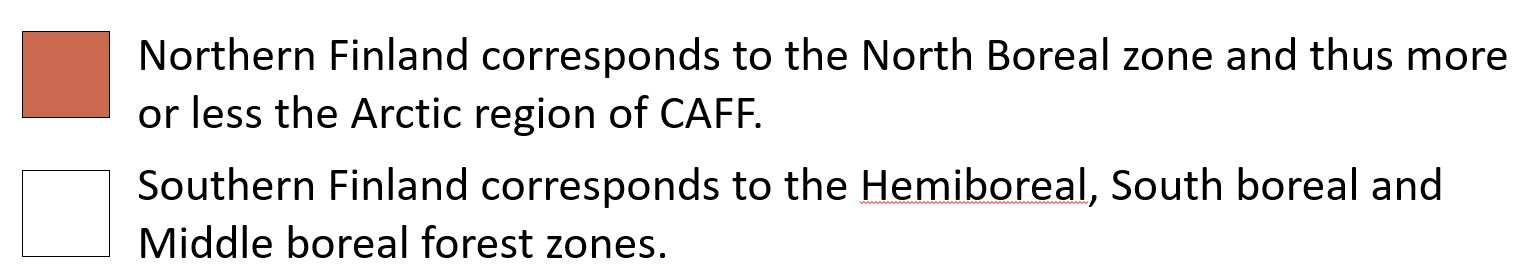 Northern Finland corresponds to the North Boreal zone and thus more
or less the Arctic region of CAFF.
Southern Finland corresponds to the Hemiboreal, South boreal and
Middle boreal forest zones.